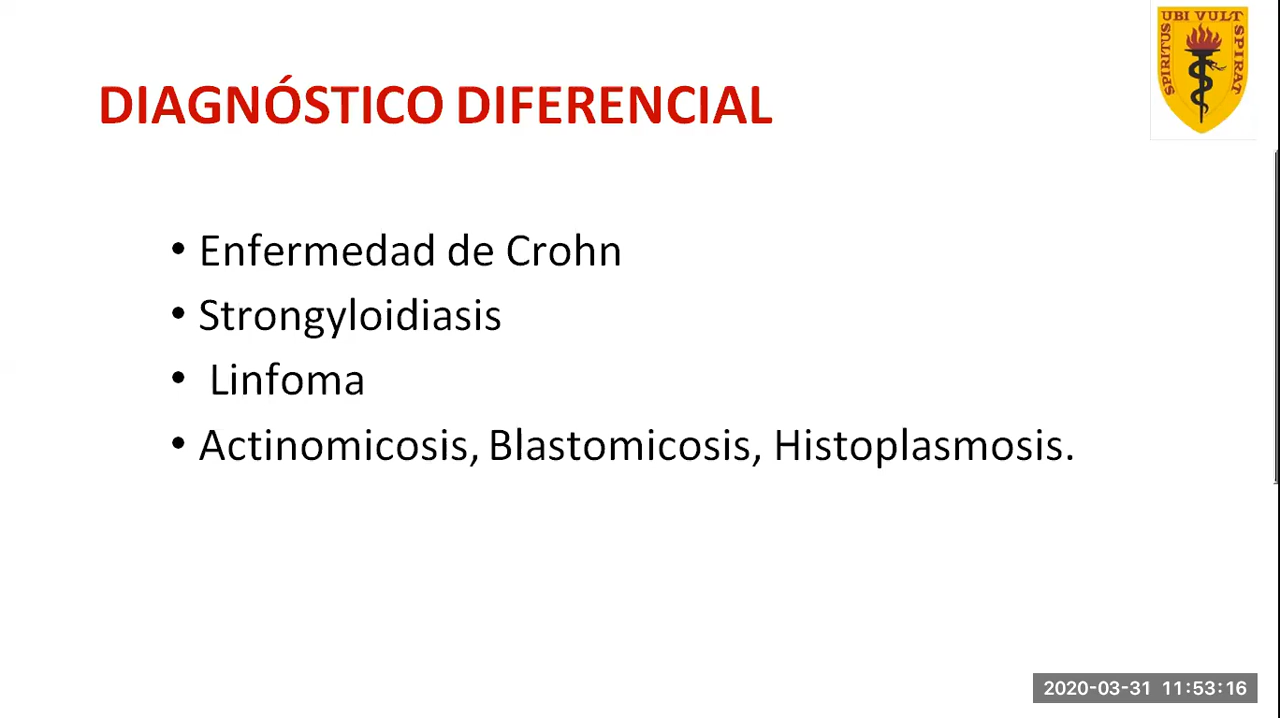 SPIRITUS UBI VULT SPIRAT
DIAGNÓSTICO DIFERENCIAL
• Enfermedad de Crohn
• Strongyloidiasis
• Linfoma
• Actinomicosis, Blastomicosis, Histoplasmosis.
2020-03-31 11:53:16